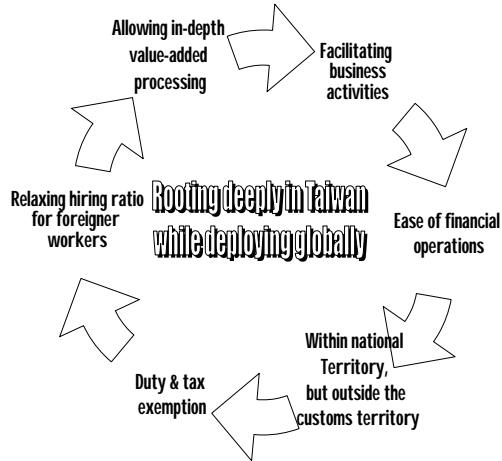 Allowing in-depth
value-added
processing
Facilitating
business
activities
Ease of financial
operations
Within national
Territory,
but outside the
customs territory
Duty & tax
exemption
Relaxing hiring ratio
for foreigner
workers
Rooting deeply in Taiwan
while deploying globally